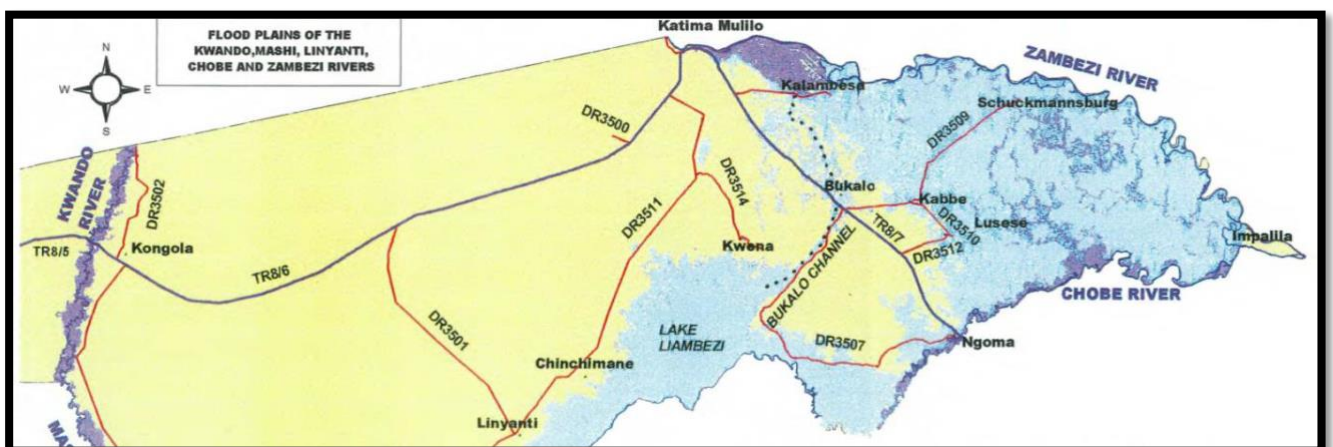 FLOOD PLAINS OF THE
KWANDO,MASHI, LINYANTI,
CHOBE AND ZAMBEZI RIVERS
N
W
E
S
Katima Mulilo
ZAMBEZI RIVER
Kalambesa
Schuckmannsburg
DR3500
DR3509
KWANDO
RIVER
DR3502
DR3514
Bukalo
Kabbe
DR3511
DR3510
Lusese
Kongola
TR8/5
Kwena
TR8/7
DR3512
Impalila
TR8/6
BUKALO CHANNEL
CHOBE RIVER
DR3501
LAKE
LIAMBEZI
DR3507
Ngoma
Chinchimane
Linyanti